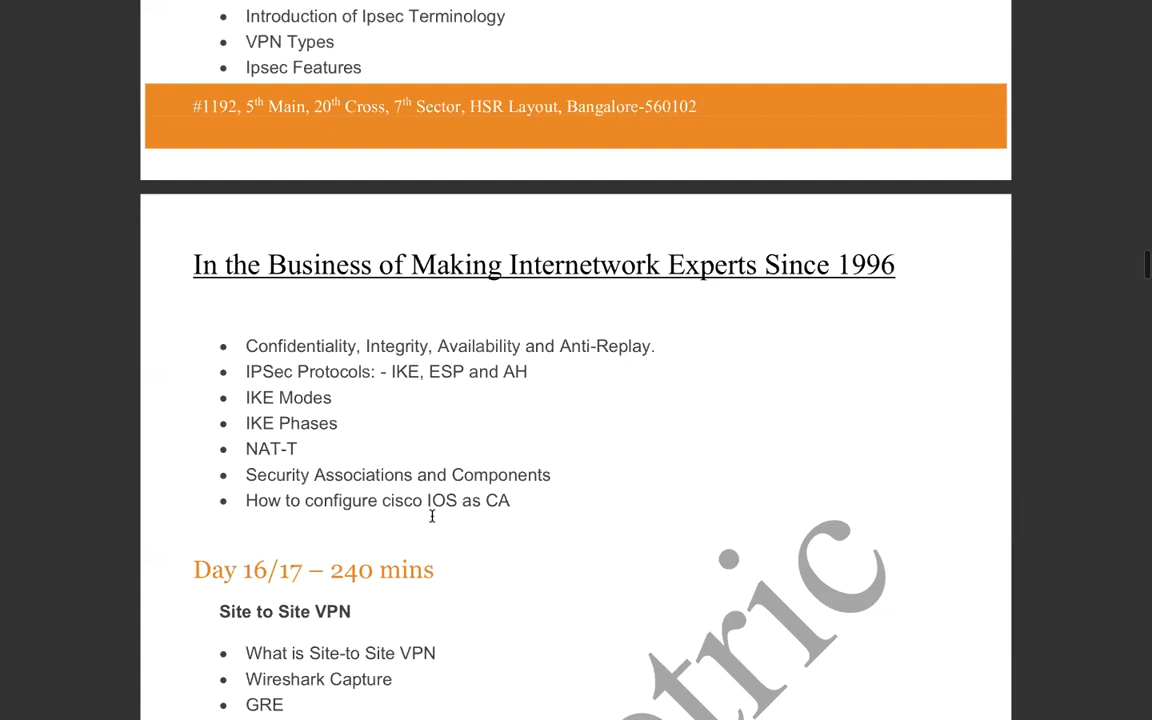 • Introduction of Ipsec Terminology
• VPN Types
• Ipsec Features
#1192, 5th Main, 20th Cross, 7th Sector, HSR Layout, Bangalore-560102
In the Business of Making Internetwork Experts Since 1996
• Confidentiality, Integrity, Availability and Anti-Replay.
• IPSec Protocols: - IKE, ESP and AH
• IKE Modes
• IKE Phases
• NAT-T
• Security Associations and Components
• How to configure cisco IOS as CA
Day 16/17 – 240 mins
Site to Site VPN
• What is Site-to Site VPN
• Wireshark Capture
• GRE